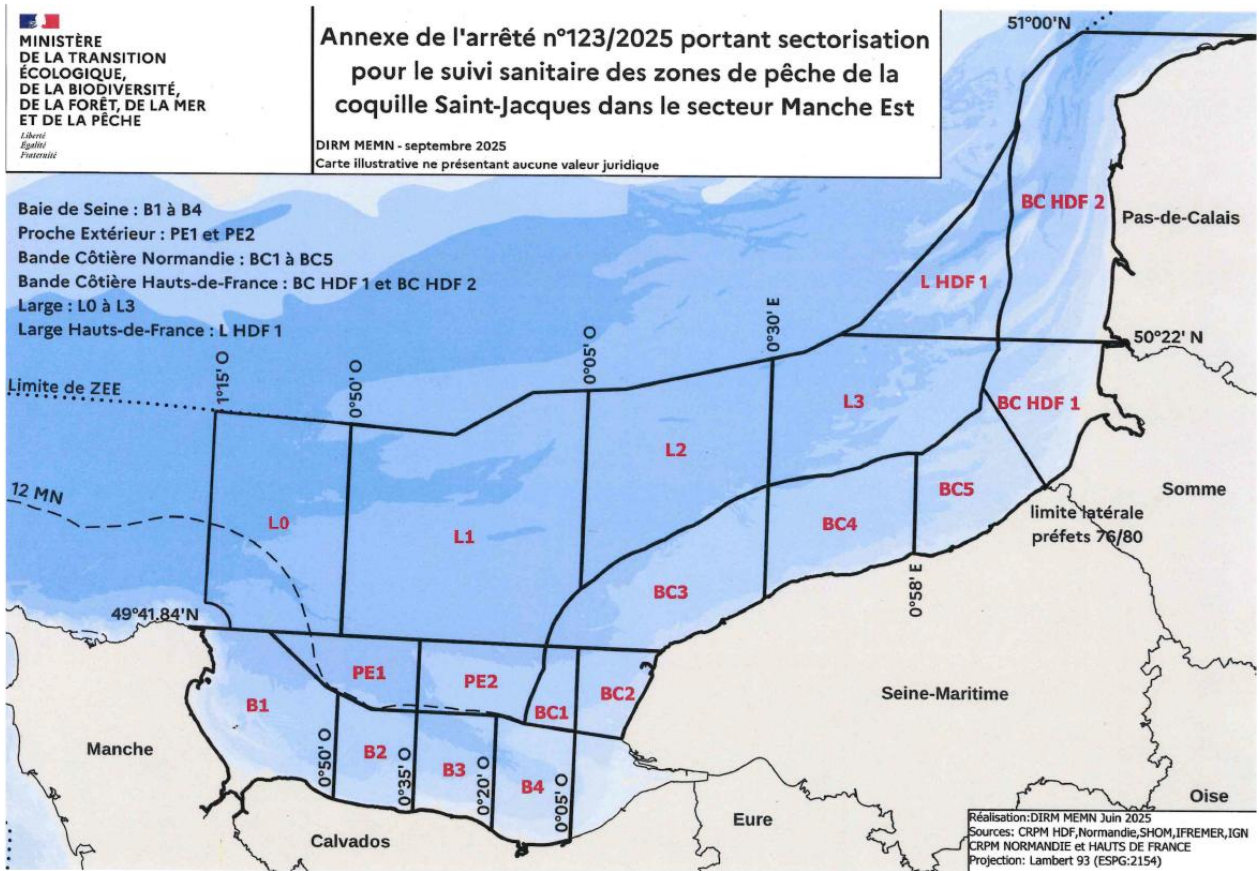 MINISTÈRE
DE LA TRANSITION
ÉCOLOGIQUE,
DE LA BIODIVERSITÉ,
DE LA FORÊT, DE LA MER
ET DE LA PÊCHE
Liberté
Égalité
Fraternité
Annexe de l'arrêté n°123/2025 portant sectorisation
pour le suivi sanitaire des zones de pêche de la
coquille Saint-Jacques dans le secteur Manche Est
DIRM MEMN - septembre 2025
Carte illustrative ne présentant aucune valeur juridique
51°00'N
Baie de Seine : B1 à B4
Proche Extérieur : PE1 et PE2
Bande Côtière Normandie : BC1 à BC5
Bande Côtière Hauts-de-France : BC HDF 1 et BC HDF 2
Large : L0 à L3
Large Hauts-de-France : L HDF 1
BC HDF 2
Pas-de-Calais
L HDF 1
50°22' N
0°30' E
0°05' O
0°50' O
1°15' O
Limite de ZEE
L3
BC HDF 1
L2
12 MN
L0
L1
BC4
BC5
Somme
limite latérale
préfets 76/80
0°58' E
BC3
49°41.84'N
PE1
PE2
BC1
BC2
B1
Seine-Maritime
Manche
B2
B3
B4
0°50' O
0°35' O
0°20' O
0°05' O
Calvados
Eure
Oise
Réalisation:DIRM MEMN Juin 2025
Sources: CRPM HDF,Normandie,SHOM,IFREMER,IGN
CRPM NORMANDIE et HAUTS DE FRANCE
Projection: Lambert 93 (ESPG:2154)